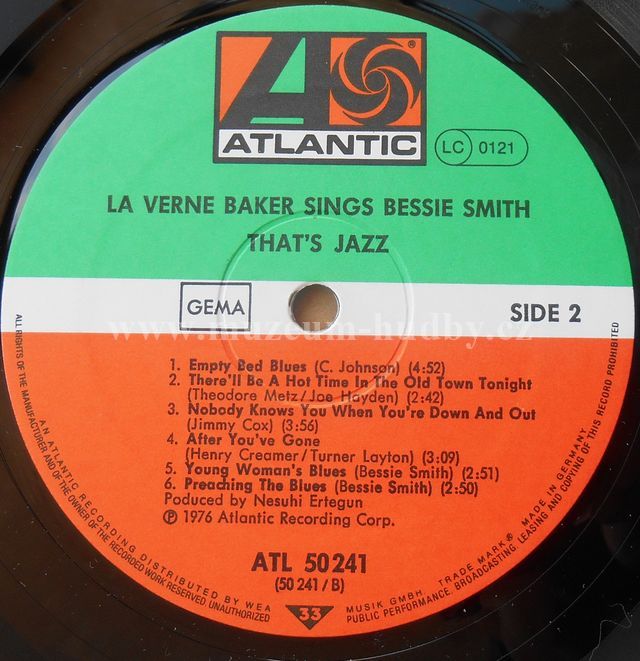 ATLANTIC
®
LC 0121
LA VERNE BAKER SINGS BESSIE SMITH
THAT'S JAZZ
GEMA
SIDE 2
www.muzeum-hudby.cz
1. Empty Bed Blues (C. Johnson) (4:52)
2. There'll Be A Hot Time In The Old Town Tonight
(Theodore Metz/Joe Hayden) (2:42)
3. Nobody Knows You When You're Down And Out
(Jimmy Cox) (3:56)
4. After You've Gone
(Henry Creamer/Turner Layton) (3:09)
5. Young Woman's Blues (Bessie Smith) (2:51)
6. Preaching The Blues (Bessie Smith) (2:50)
Produced by Nesuhi Ertegun
℗ 1976 Atlantic Recording Corp.
ATL 50 241
(50 241/B)
33
ALL RIGHTS OF THE MANUFACTURER AND OF THE OWNER OF THE RECORDED WORK RESERVED. UNAUTHORIZED PUBLIC PERFORMANCE, BROADCASTING, LEASING AND COPYING OF THIS RECORD PROHIBITED
AN ATLANTIC RECORDING DISTRIBUTED BY WEA MUSIK GMBH TRADE MARK® MADE IN GERMANY